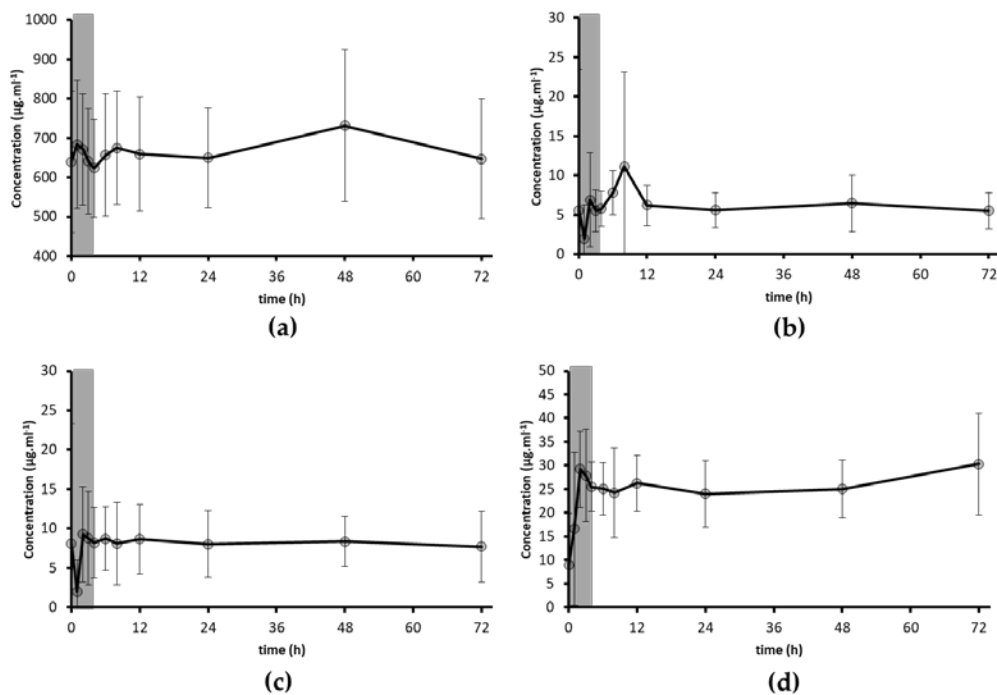 1000
900
800
700
600
500
400
Concentration (µg.ml-1)
0 12 24 36 48 60 72
time (h)
(a)
30
25
20
15
10
5
0
Concentration (µg.ml-1)
0 12 24 36 48 60 72
time (h)
(b)
30
25
20
15
10
5
0
Concentration (µg.ml-1)
0 12 24 36 48 60 72
time (h)
(c)
50
45
40
35
30
25
20
15
10
5
0
Concentration (µg.ml-1)
0 12 24 36 48 60 72
time (h)
(d)